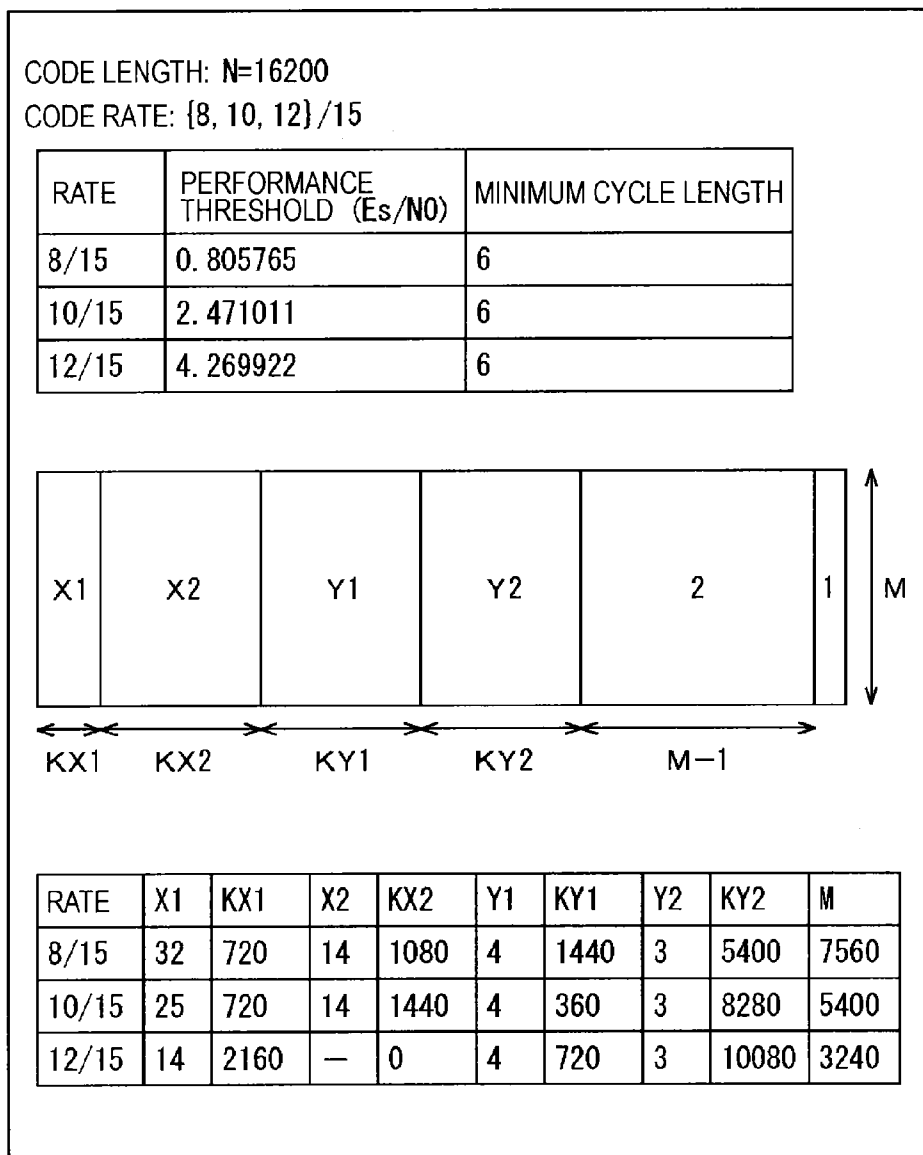 CODE LENGTH: N=16200
CODE RATE: {8, 10, 12}/15
RATE PERFORMANCE THRESHOLD (Es/N0) MINIMUM CYCLE LENGTH
8/15 0.805765 6
10/15 2.471011 6
12/15 4.269922 6
X1 X2 Y1 Y2 2 1 M
KX1 KX2 KY1 KY2 M−1
RATE X1 KX1 X2 KX2 Y1 KY1 Y2 KY2 M
8/15 32 720 14 1080 4 1440 3 5400 7560
10/15 25 720 14 1440 4 360 3 8280 5400
12/15 14 2160 – 0 4 720 3 10080 3240